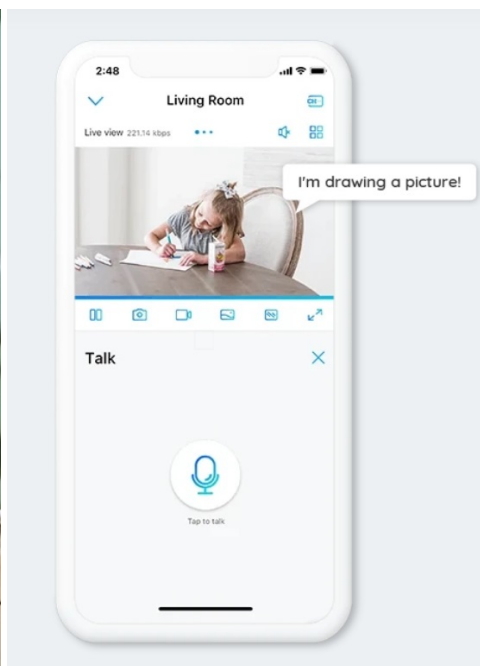 2:48
Living Room
Live view 221.14 kbps
I'm drawing a picture!
Talk
Tap to talk